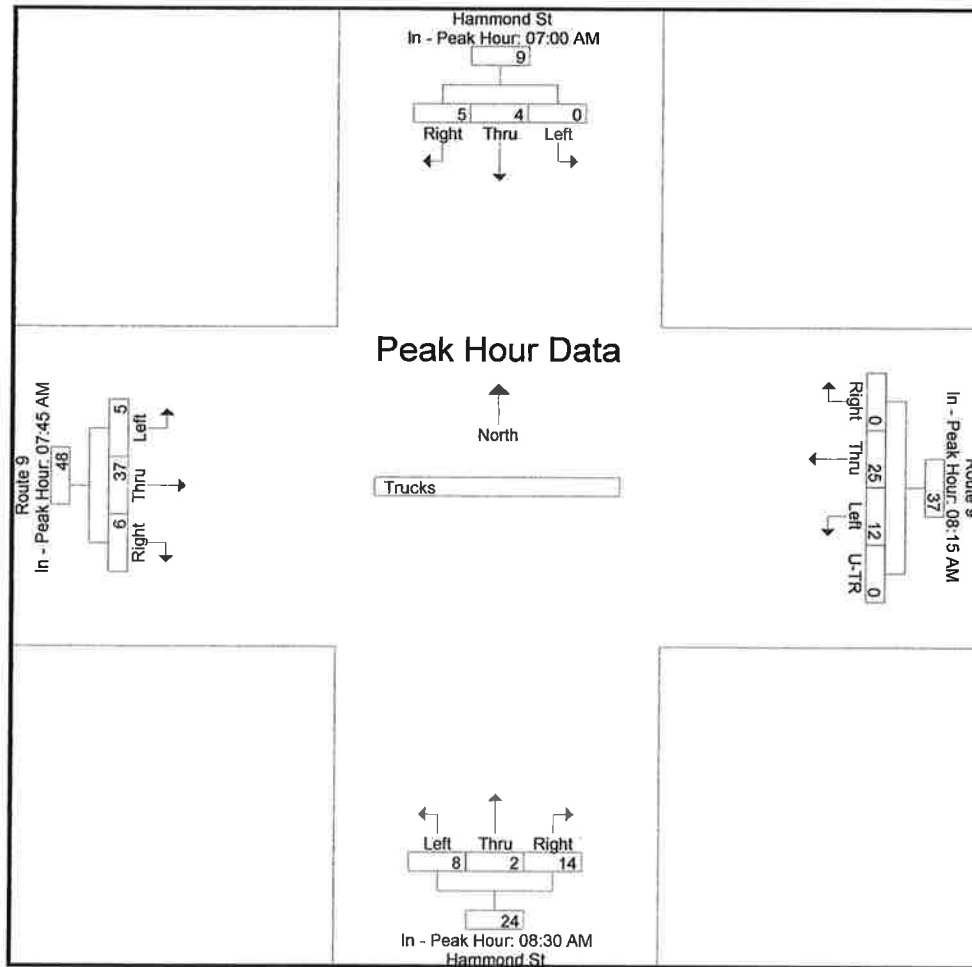 Hammond St
In - Peak Hour: 07:00 AM
9
5 4 0
Right Thru Left
Peak Hour Data
North
Trucks
Route 9
In - Peak Hour: 07:45 AM
48
5 37 6
Left Thru Right
Route 9
In - Peak Hour: 08:15 AM
37
0 25 12 0
Right Thru Left U-TR
Left Thru Right
8 2 14
24
In - Peak Hour: 08:30 AM
Hammond St